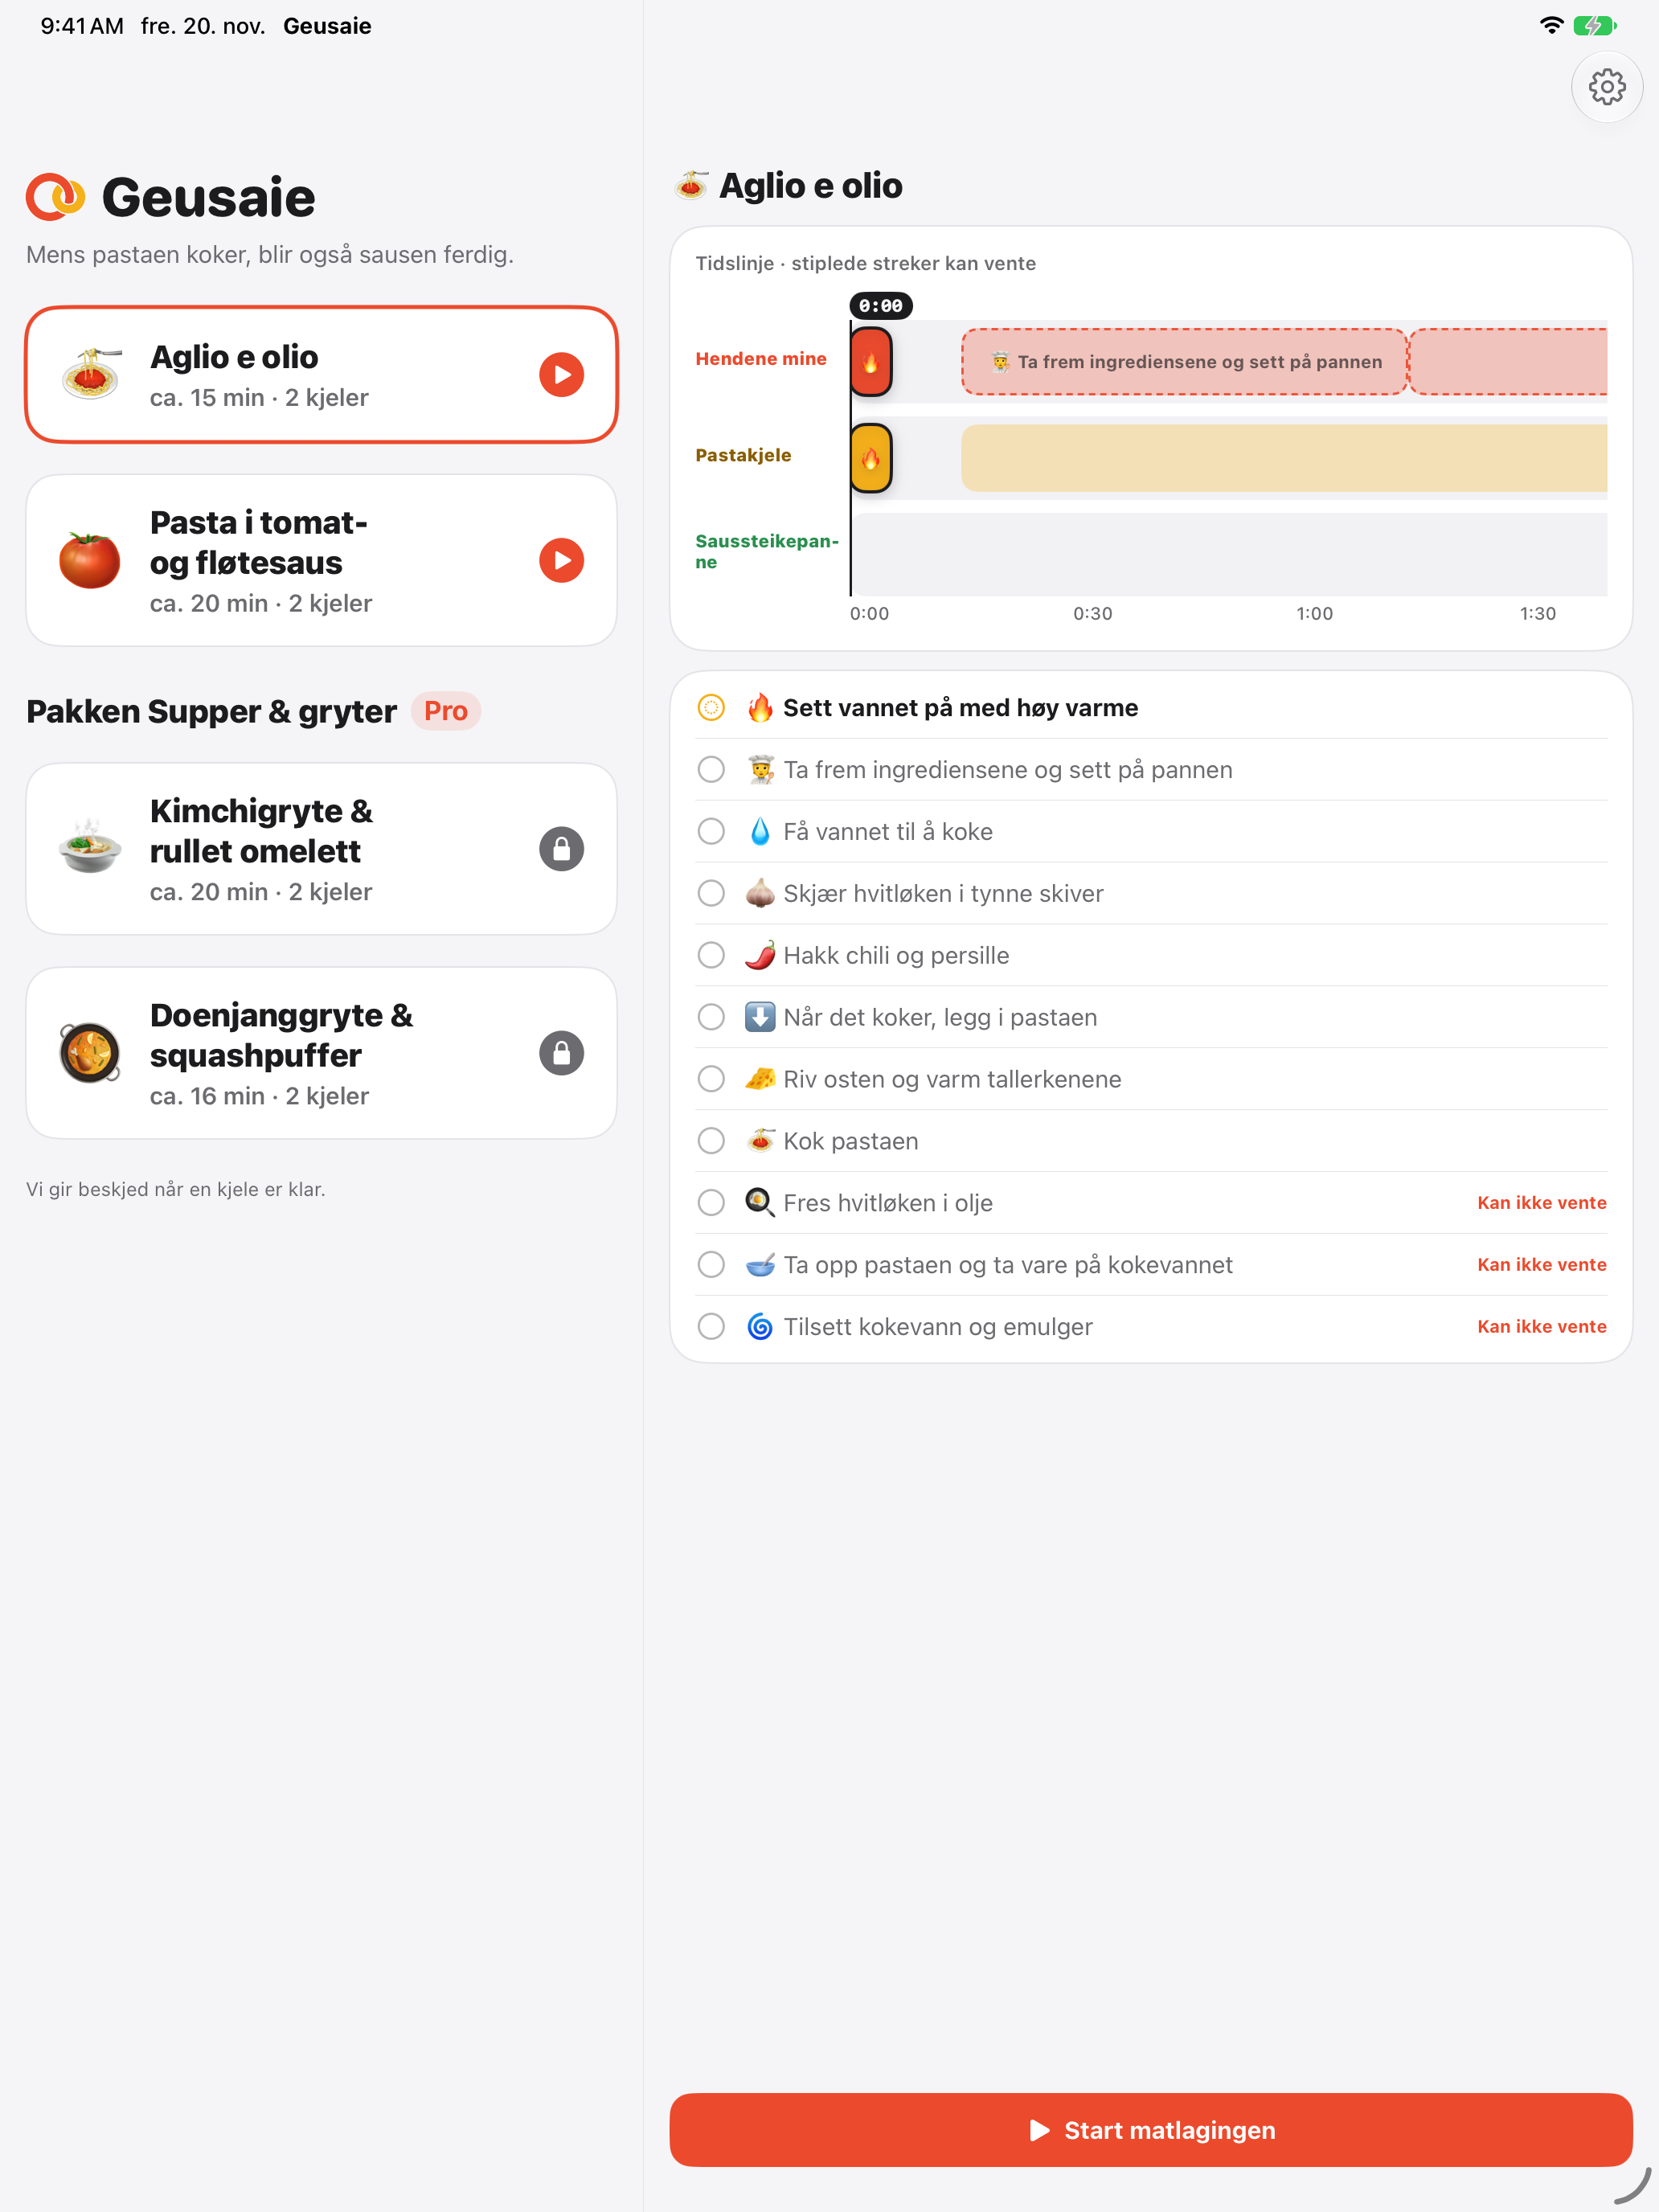 9:41 AM fre. 20. nov. Geusaie
Geusaie
Mens pastaen koker, blir også sausen ferdig.
Aglio e olio
ca. 15 min · 2 kjeler
Pasta i tomat-
og fløtesaus
ca. 20 min · 2 kjeler
Pakken Supper & gryter Pro
Kimchigryte &
rullet omelett
ca. 20 min · 2 kjeler
Doenjanggryte &
squashpuffer
ca. 16 min · 2 kjeler
Vi gir beskjed når en kjele er klar.
Aglio e olio
Tidslinje · stiplede streker kan vente
0:00
Hendene mine
Ta frem ingrediensene og sett på pannen
Pastakjele
Saussteikepan-
ne
0:00 0:30 1:00 1:30
Sett vannet på med høy varme
Ta frem ingrediensene og sett på pannen
Få vannet til å koke
Skjær hvitløken i tynne skiver
Hakk chili og persille
Når det koker, legg i pastaen
Riv osten og varm tallerkenene
Kok pastaen
Fres hvitløken i olje Kan ikke vente
Ta opp pastaen og ta vare på kokevannet Kan ikke vente
Tilsett kokevann og emulger Kan ikke vente
Start matlagingen